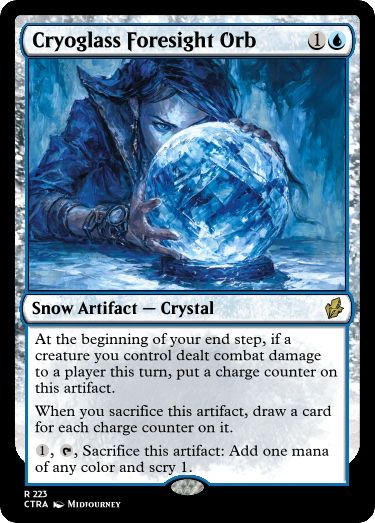 Cryoglass Foresight Orb 1
Snow Artifact — Crystal
At the beginning of your end step, if a
creature you control dealt combat damage
to a player this turn, put a charge counter on
this artifact.
When you sacrifice this artifact, draw a card
for each charge counter on it.
1, , Sacrifice this artifact: Add one mana
of any color and scry 1.
R 223
CTRA Midjourney